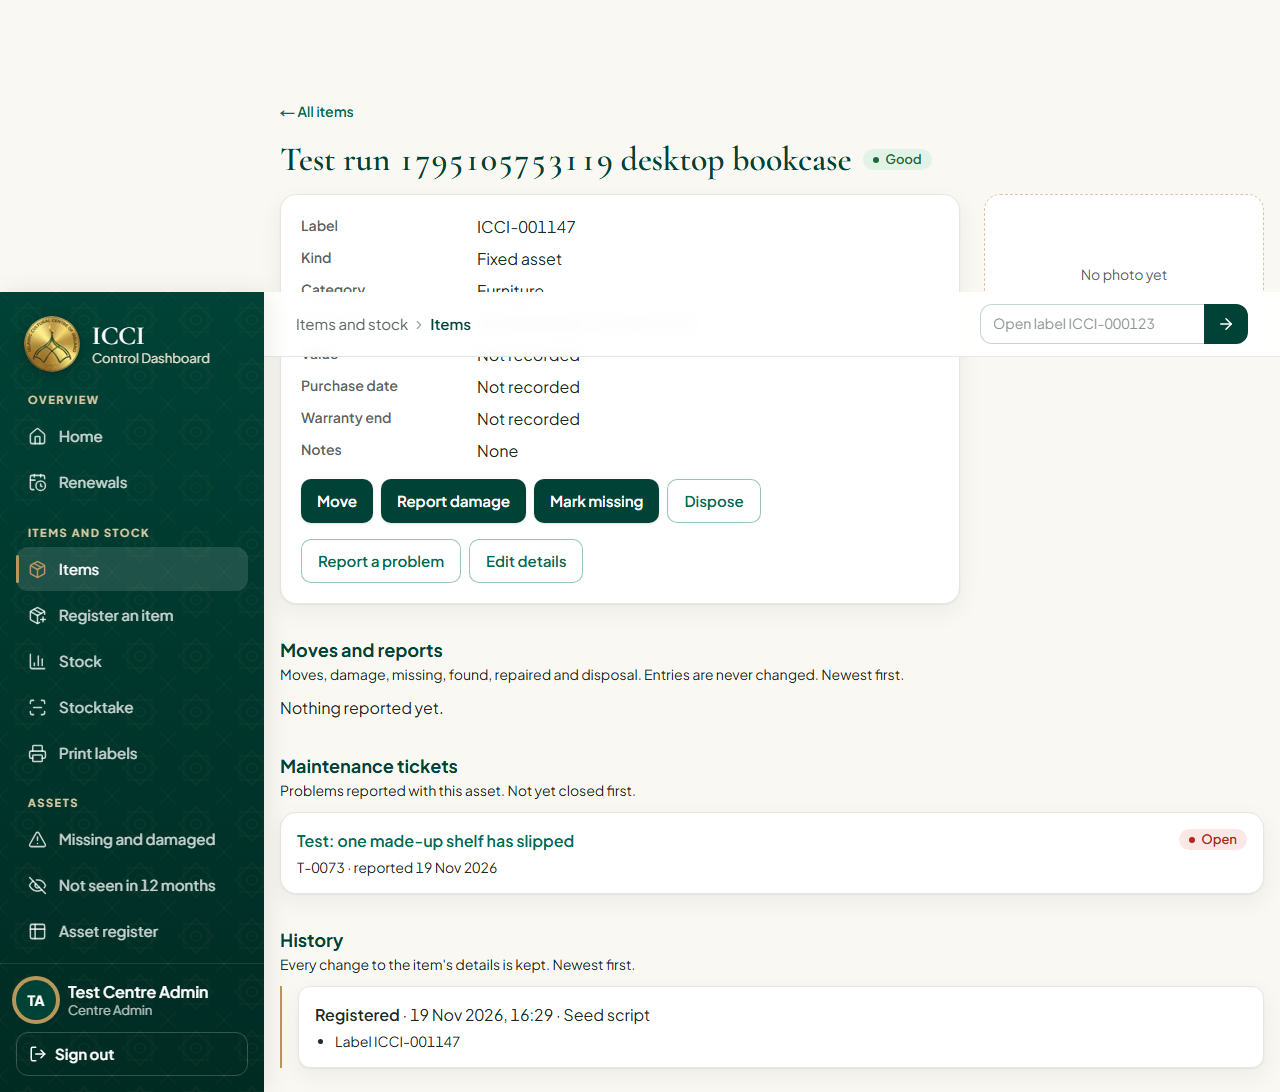 ← All items
Test run 1795105753119 desktop bookcase
Good
Label
ICCI-001147
Kind
Fixed asset
Category
Furniture
No photo yet
ICCI
Control Dashboard
Items and stock › Items
Open label ICCI-000123
Value
Not recorded
Purchase date
Not recorded
Warranty end
Not recorded
Notes
None
Move
Report damage
Mark missing
Dispose
Report a problem
Edit details
OVERVIEW
Home
Renewals
ITEMS AND STOCK
Items
Register an item
Stock
Stocktake
Print labels
ASSETS
Missing and damaged
Not seen in 12 months
Asset register
TA
Test Centre Admin
Centre Admin
Sign out
Moves and reports
Moves, damage, missing, found, repaired and disposal. Entries are never changed. Newest first.
Nothing reported yet.
Maintenance tickets
Problems reported with this asset. Not yet closed first.
Test: one made-up shelf has slipped
Open
T-0073 · reported 19 Nov 2026
History
Every change to the item's details is kept. Newest first.
Registered · 19 Nov 2026, 16:29 · Seed script
Label ICCI-001147